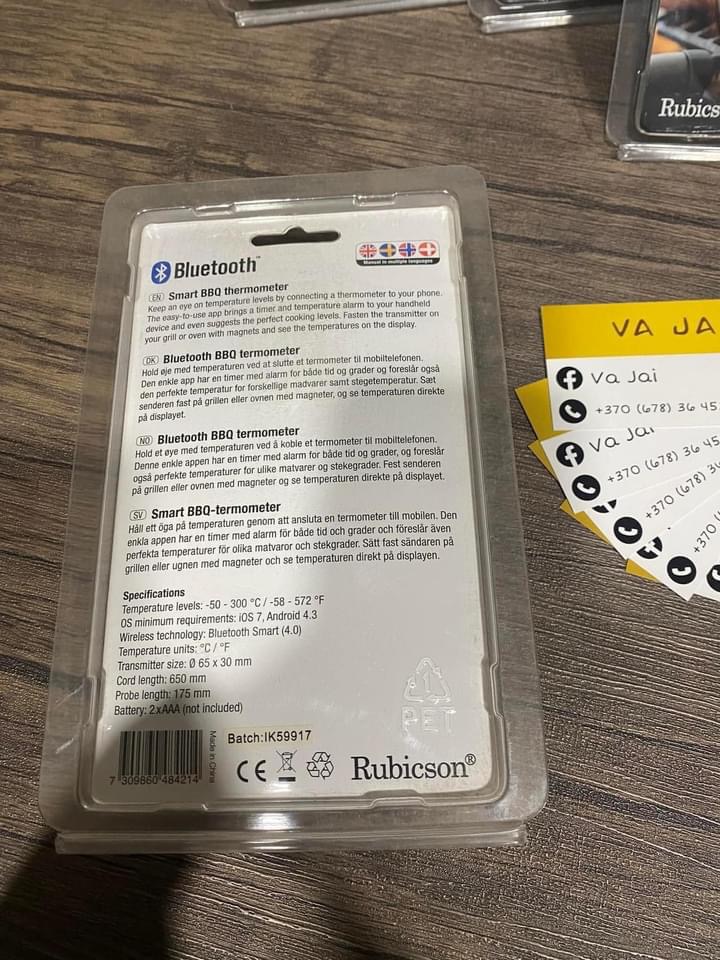 Rubics
Bluetooth™
Manual in multiple languages
EN Smart BBQ thermometer
Keep an eye on temperature levels by connecting a thermometer to your phone.
The easy-to-use app brings a timer and temperature alarm to your handheld
device and even suggests the perfect cooking levels. Fasten the transmitter on
your grill or oven with magnets and see the temperatures on the display.
DK Bluetooth BBQ termometer
Hold øje med temperaturen ved at slutte et termometer til mobiltelefonen.
Den enkle app har en timer med alarm for både tid og grader og foreslår også
den perfekte temperatur for forskellige madvarer samt stegetemperatur. Sæt
senderen fast på grillen eller ovnen med magneter, og se temperaturen direkte
på displayet.
NO Bluetooth BBQ termometer
Hold et øye med temperaturen ved å koble et termometer til mobiltelefonen.
Denne enkle appen har en timer med alarm for både tid og grader, og foreslår
også perfekte temperaturer for ulike matvarer og stekegrader. Fest senderen
på grillen eller ovnen med magneter og se temperaturen direkte på displayet.
SV Smart BBQ-termometer
Håll ett öga på temperaturen genom att ansluta en termometer till mobilen. Den
enkla appen har en timer med alarm för både tid och grader och föreslår även
perfekta temperaturer för olika matvaror och stekgrader. Sätt fast sändaren på
grillen eller ugnen med magneter och se temperaturen direkt på displayen.
Specifications
Temperature levels: -50 - 300 °C / -58 - 572 °F
OS minimum requirements: iOS 7, Android 4.3
Wireless technology: Bluetooth Smart (4.0)
Temperature units: °C / °F
Transmitter size: Ø 65 x 30 mm
Cord length: 650 mm
Probe length: 175 mm
Battery: 2xAAA (not included)
1
PET
7 309860 484214
Made in China
Batch:IK59917
CE
Rubicson®
VA JA
Va Jai
+370 (678) 36 45
Va Jai
+370 (678) 36 45
+370 (678) 34
+370 (